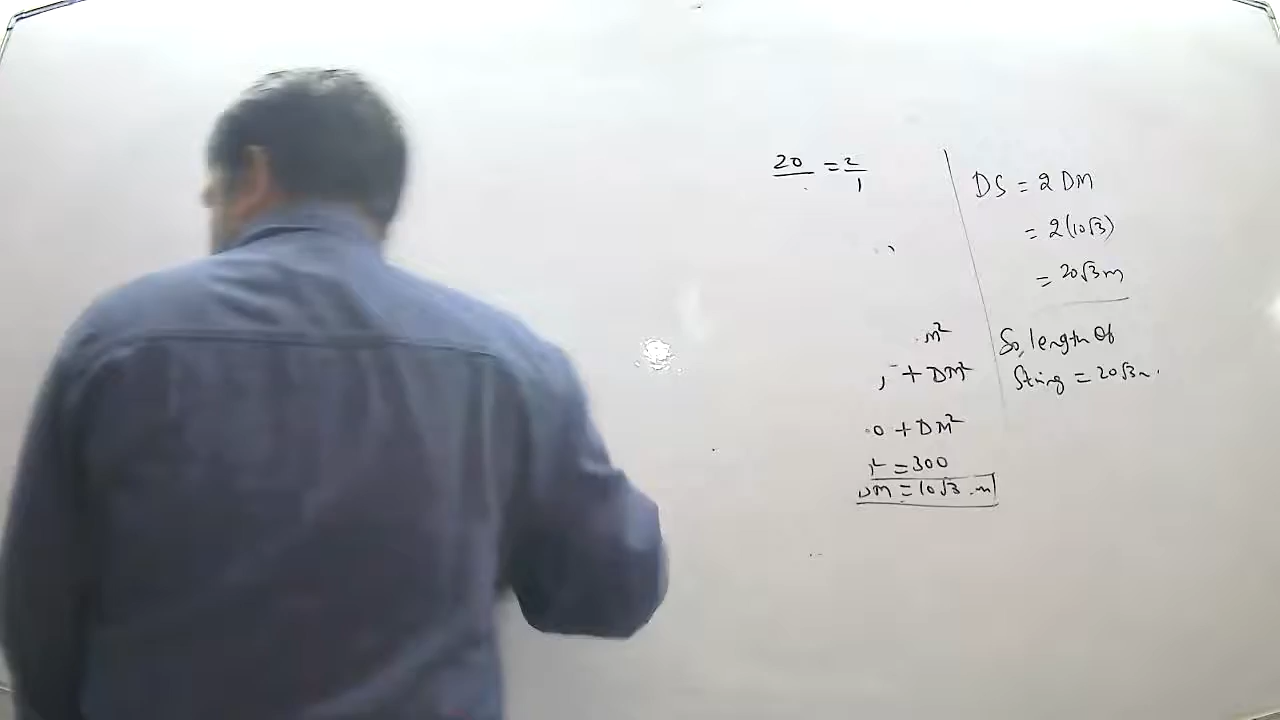 20 = 2
1
m²
+ DM²
0 + DM²
² = 300
DM = 10√3 m
DS = 2 DM
= 2(10√3)
= 20√3 m
So, length of
String = 20√3 m.